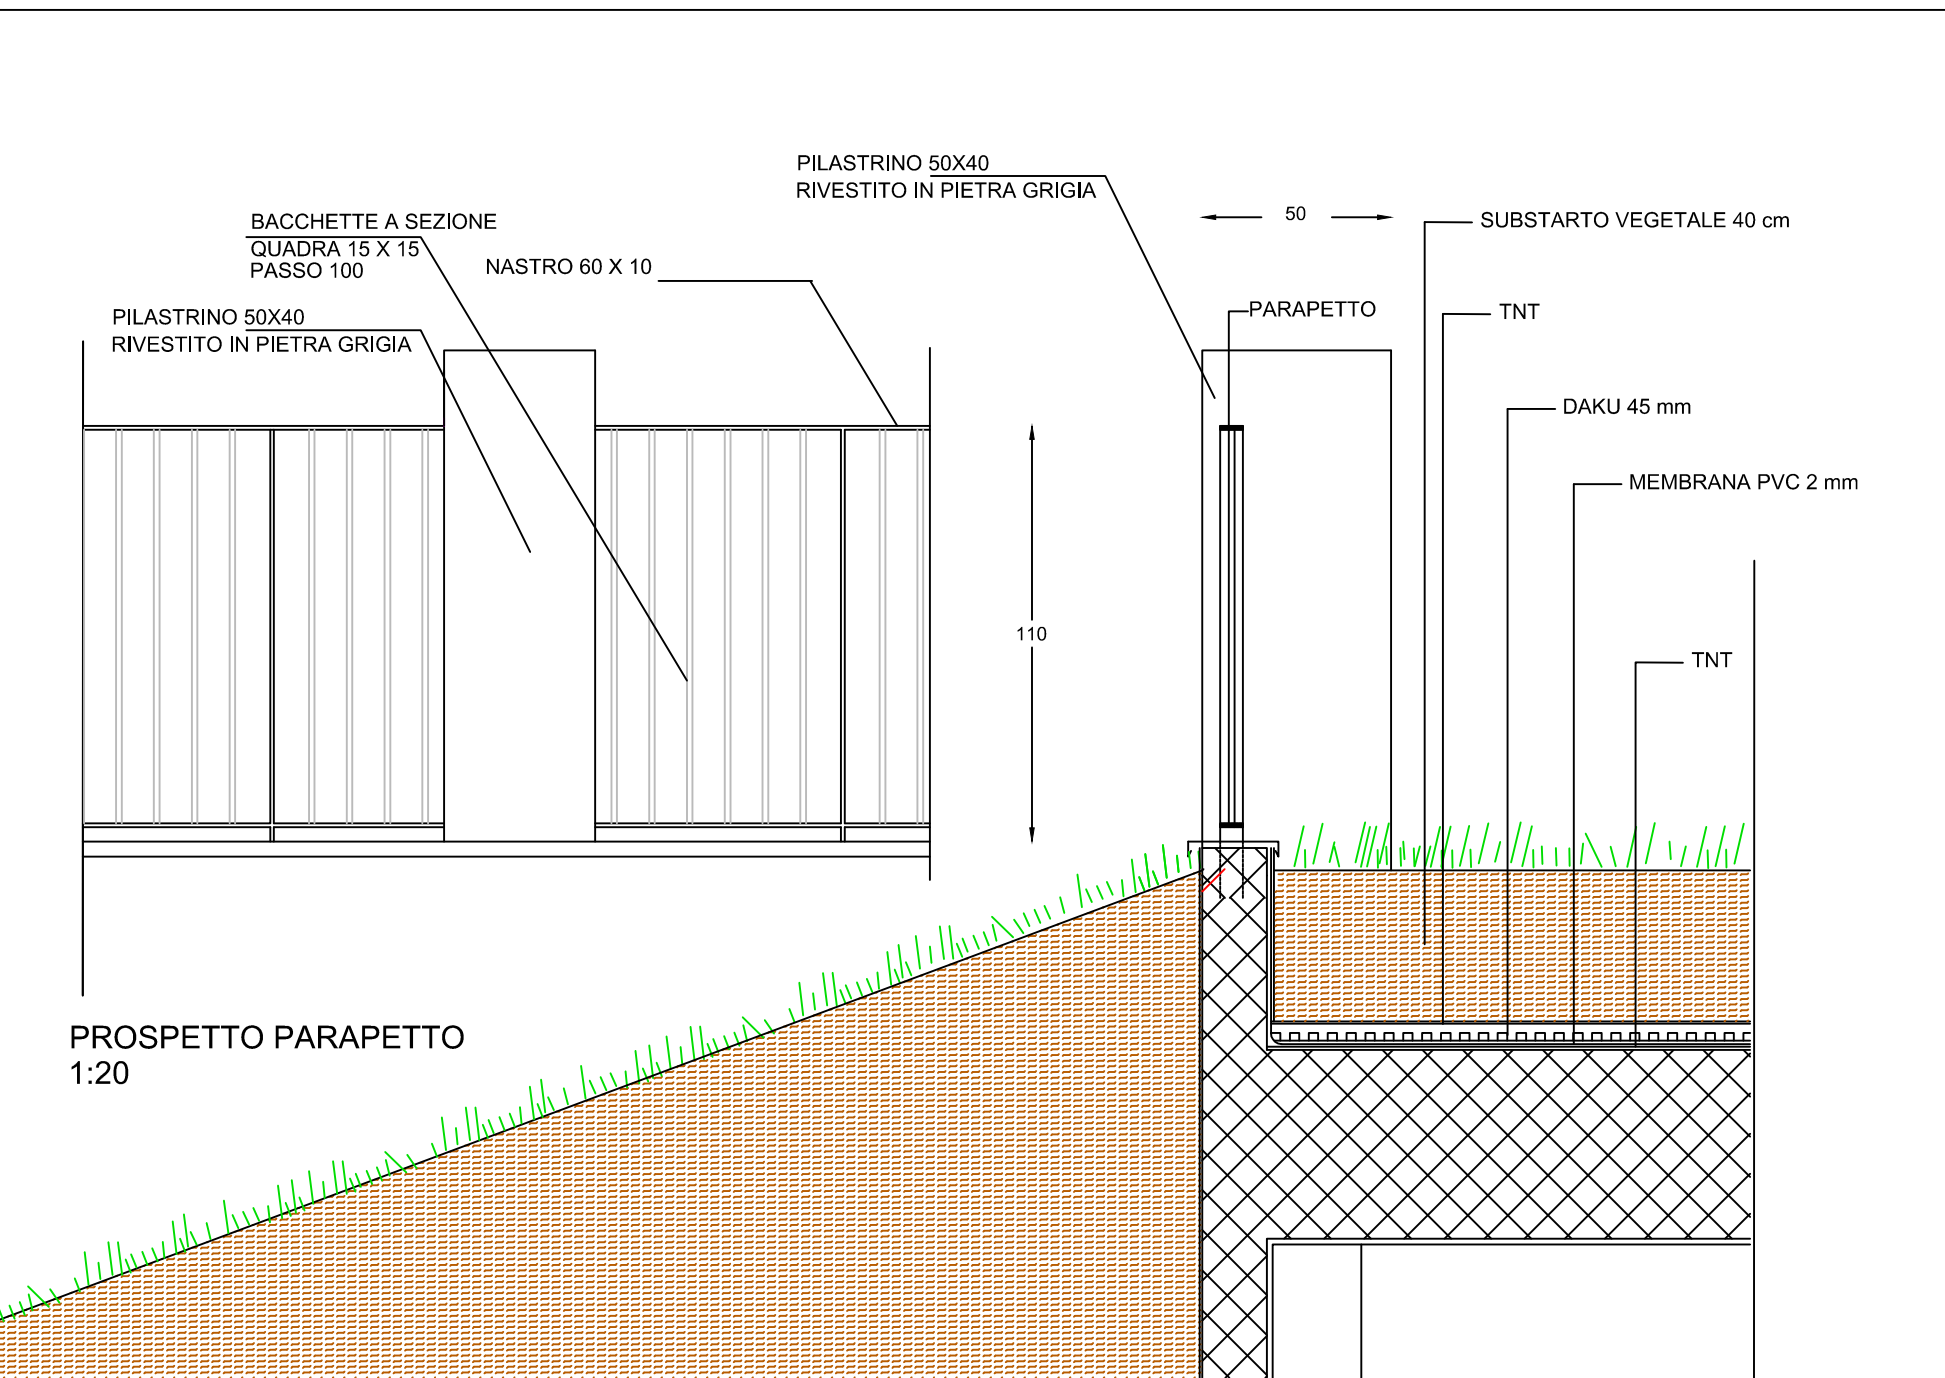 PILASTRINO 50X40
RIVESTITO IN PIETRA GRIGIA
50
SUBSTARTO VEGETALE 40 cm
BACCHETTE A SEZIONE
QUADRA 15 X 15
PASSO 100
NASTRO 60 X 10
PILASTRINO 50X40
RIVESTITO IN PIETRA GRIGIA
PARAPETTO
TNT
DAKU 45 mm
MEMBRANA PVC 2 mm
110
TNT
PROSPETTO PARAPETTO
1:20